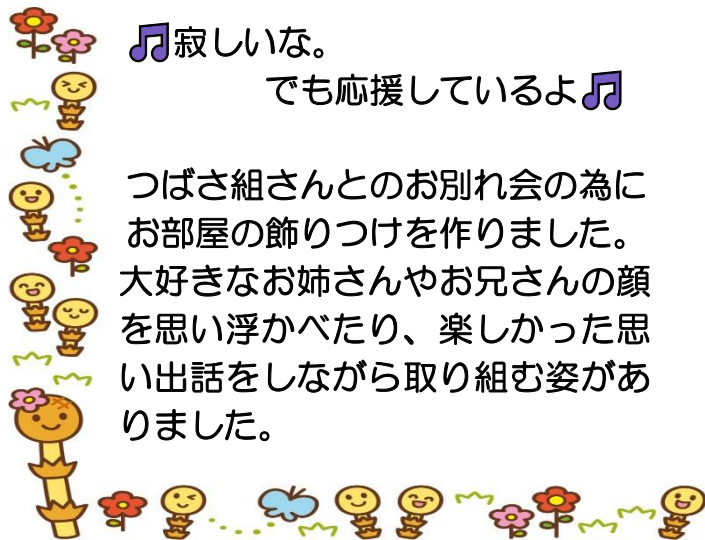 🎵寂しいな。
でも応援しているよ🎵
つばさ組さんとのお別れ会の為に
お部屋の飾りつけを作りました。
大好きなお姉さんやお兄さんの顔
を思い浮かべたり、楽しかった思
い出話をしながら取り組む姿があ
りました。